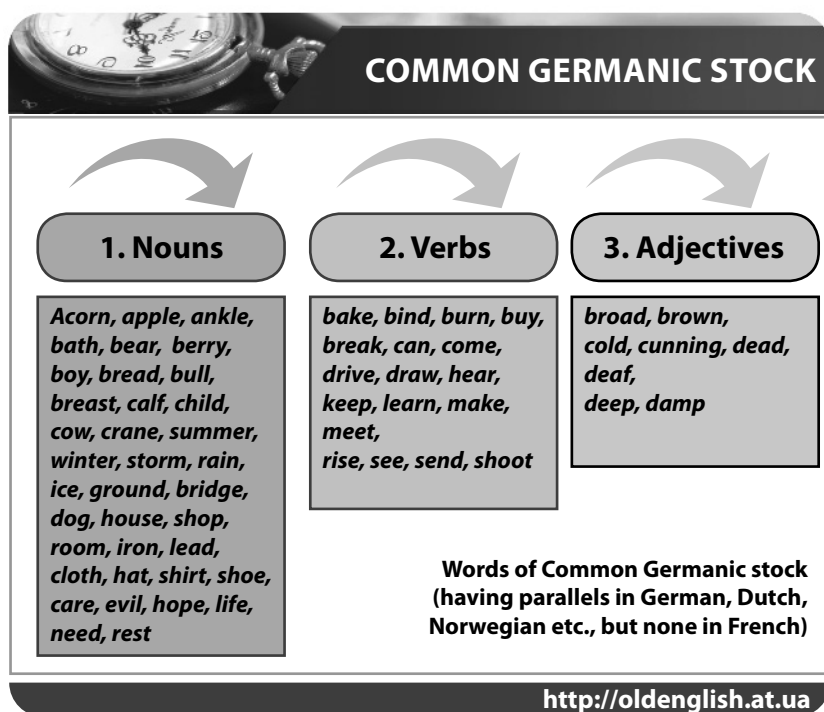 COMMON GERMANIC STOCK
1. Nouns
Acorn, apple, ankle,
bath, bear, berry,
boy, bread, bull,
breast, calf, child,
cow, crane, summer,
winter, storm, rain,
ice, ground, bridge,
dog, house, shop,
room, iron, lead,
cloth, hat, shirt, shoe,
care, evil, hope, life,
need, rest
2. Verbs
bake, bind, burn, buy,
break, can, come,
drive, draw, hear,
keep, learn, make,
meet,
rise, see, send, shoot
3. Adjectives
broad, brown,
cold, cunning, dead,
deaf,
deep, damp
Words of Common Germanic stock
(having parallels in German, Dutch,
Norwegian etc., but none in French)
http://oldenglish.at.ua